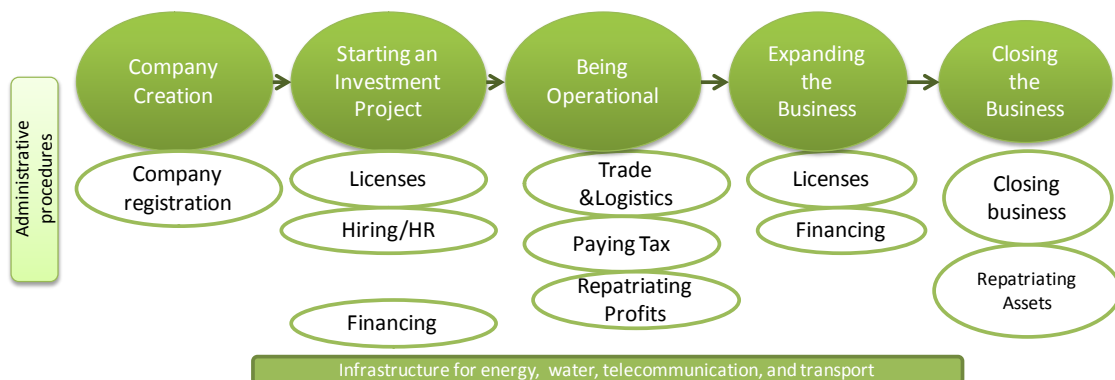 Company
Creation
Starting an
Investment
Project
Being
Operational
Expanding
the
Business
Closing
the
Business
Administrative
procedures
Company
registration
Licenses
Hiring/HR
Financing
Trade
&Logistics
Paying Tax
Repatriating
Profits
Licenses
Financing
Closing
business
Repatriating
Assets
Infrastructure for energy, water, telecommunication, and transport